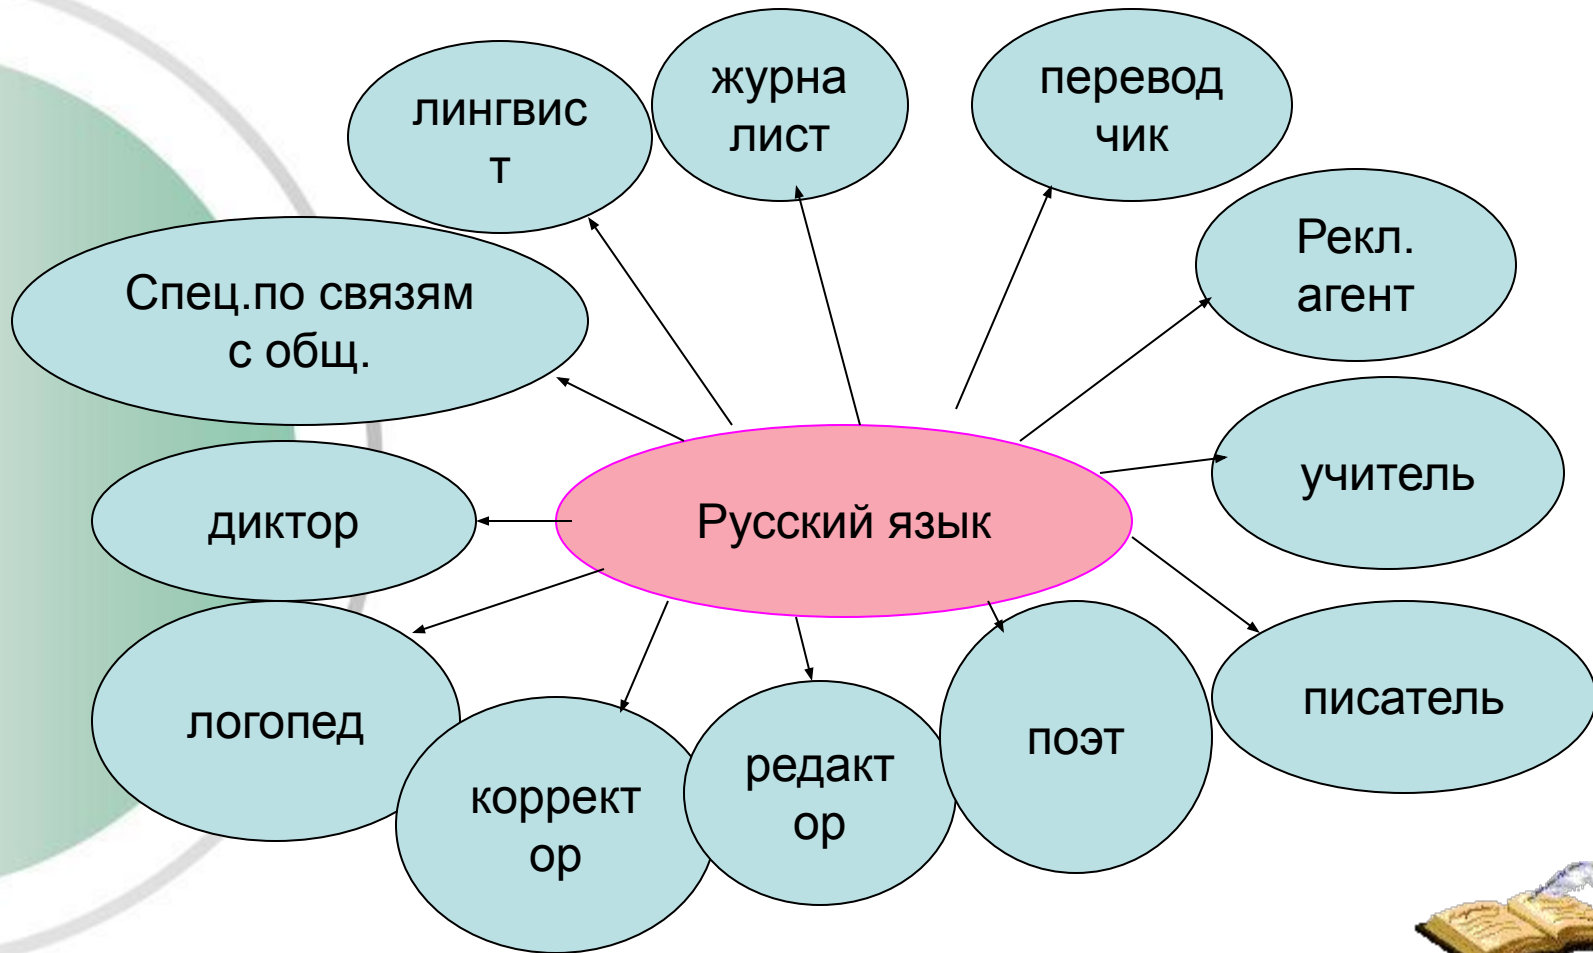 лингвис
т
журна
лист
перевод
чик
Рекл.
агент
Спец.по связям
с общ.
учитель
диктор
Русский язык
писатель
логопед
коррект
ор
редакт
ор
поэт